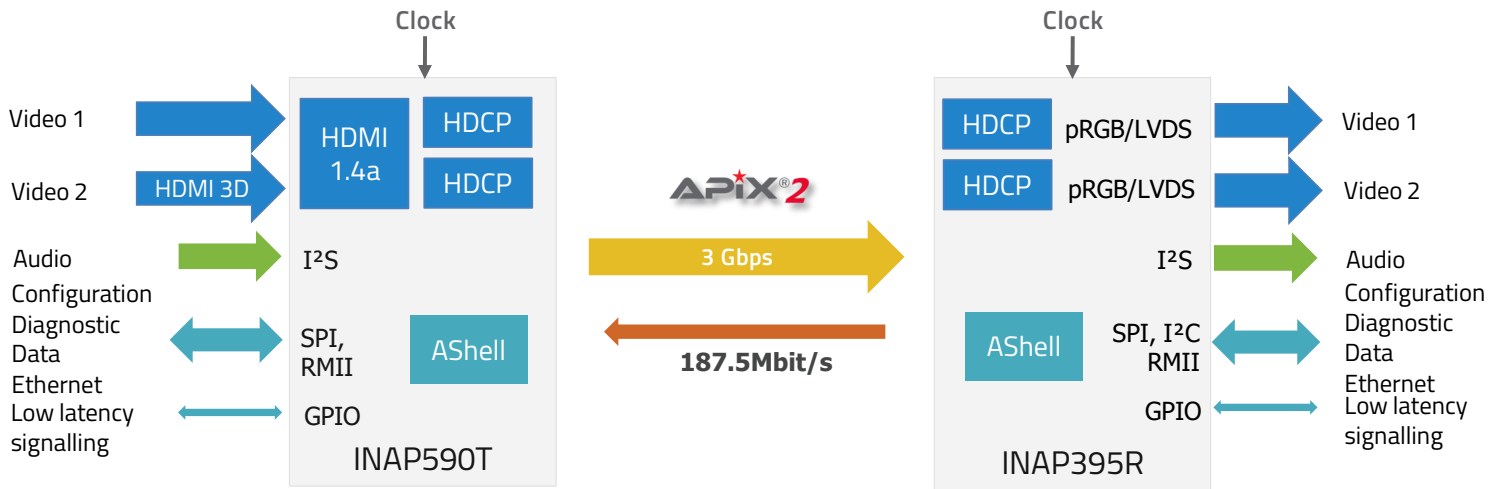 Clock
Clock
Video 1
HDMI
1.4a
HDCP
HDCP
pRGB/LVDS
Video 1
Video 2
HDMI 3D
HDCP
HDCP
pRGB/LVDS
Video 2
APiX®2
Audio
I²S
3 Gbps
I²S
Audio
Configuration
Diagnostic
Data
Ethernet
SPI,
RMII
AShell
187.5Mbit/s
AShell
SPI, I²C
RMII
Configuration
Diagnostic
Data
Ethernet
Low latency
signalling
GPIO
GPIO
Low latency
signalling
INAP590T
INAP395R